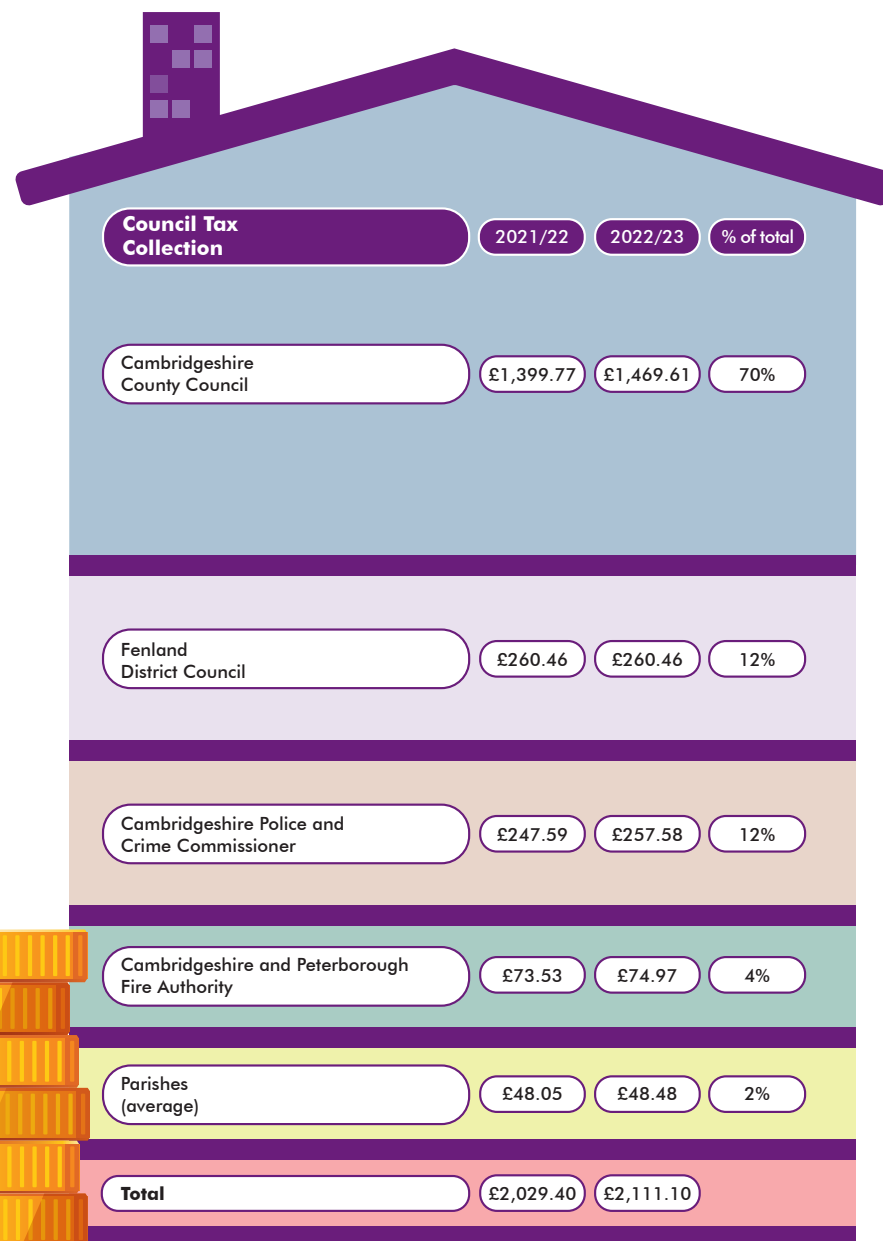 Council Tax
Collection
2021/22 2022/23 % of total
Cambridgeshire
County Council
£1,399.77 £1,469.61 70%
Fenland
District Council
£260.46 £260.46 12%
Cambridgeshire Police and
Crime Commissioner
£247.59 £257.58 12%
Cambridgeshire and Peterborough
Fire Authority
£73.53 £74.97 4%
Parishes
(average)
£48.05 £48.48 2%
Total £2,029.40 £2,111.10